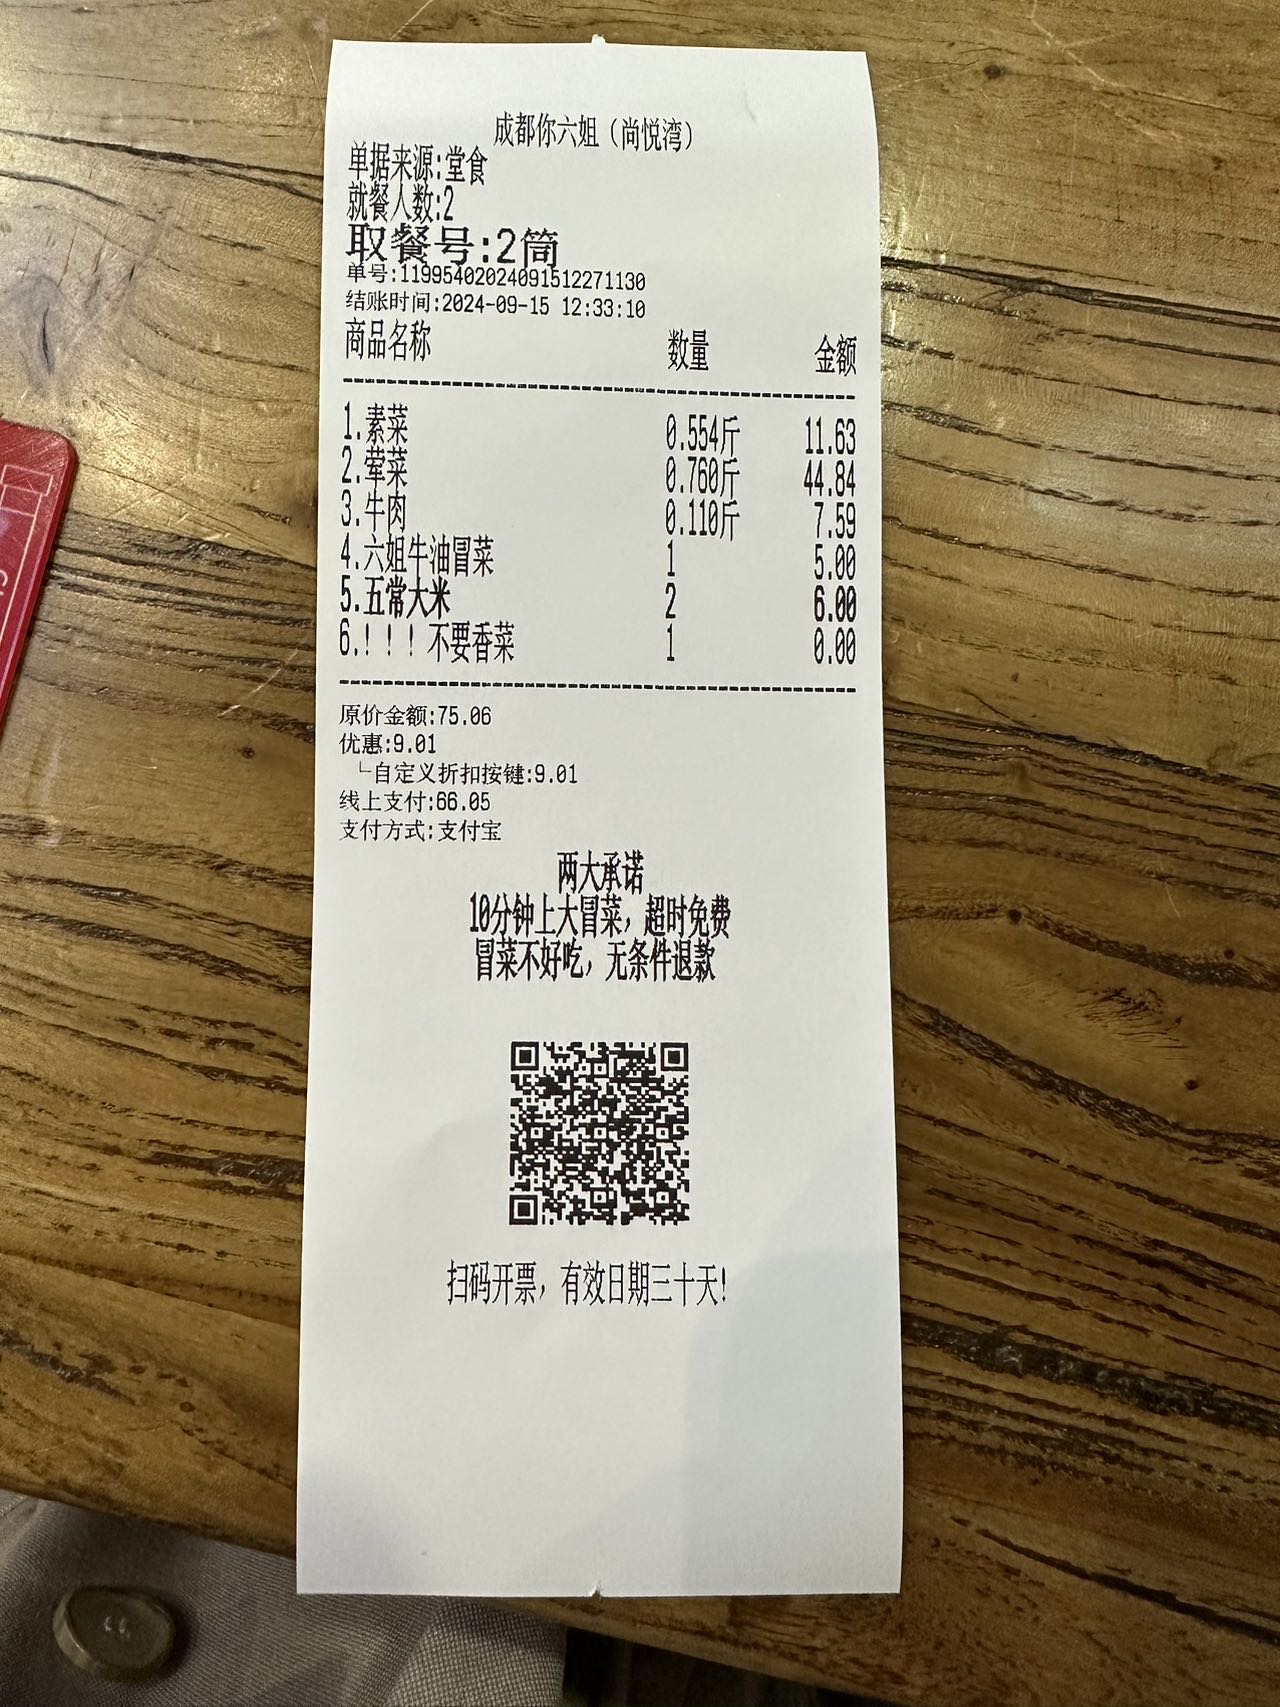 成都你六姐（尚悦湾）
单据来源:堂食
就餐人数:2
取餐号:2筒
单号:11995402024091512271130
结账时间:2024-09-15 12:33:10
商品名称 数量 金额
1.素菜 0.554斤 11.63
2.荤菜 0.760斤 44.84
3.牛肉 0.110斤 7.59
4.六姐牛油冒菜 1 5.00
5.五常大米 2 6.00
6.！！！不要香菜 1 0.00
原价金额:75.06
优惠:9.01
└自定义折扣按键:9.01
线上支付:66.05
支付方式:支付宝
两大承诺
10分钟上大冒菜，超时免费
冒菜不好吃，无条件退款
扫码开票，有效日期三十天!